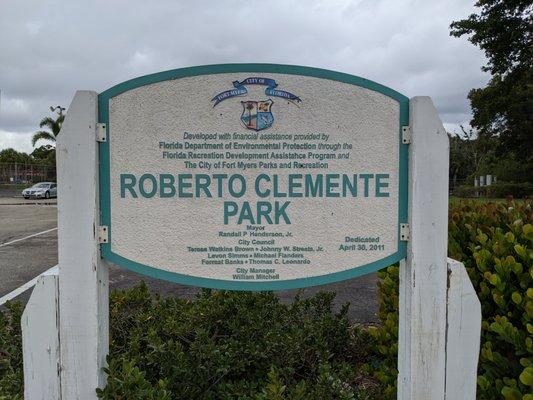 CITY OF
FORT MYERS FLORIDA
Developed with financial assistance provided by
Florida Department of Environmental Protection through the
Florida Recreation Development Assistance Program and
The City of Fort Myers Parks and Recreation
ROBERTO CLEMENTE
PARK
Mayor
Randall P Henderson, Jr.
City Council
Teresa Watkins Brown • Johnny W. Streets, Jr.
Levon Simms • Forrest Banks • Michael Flanders
Thomas C. Leonardo
City Manager
William Mitchell
Dedicated
April 30, 2011